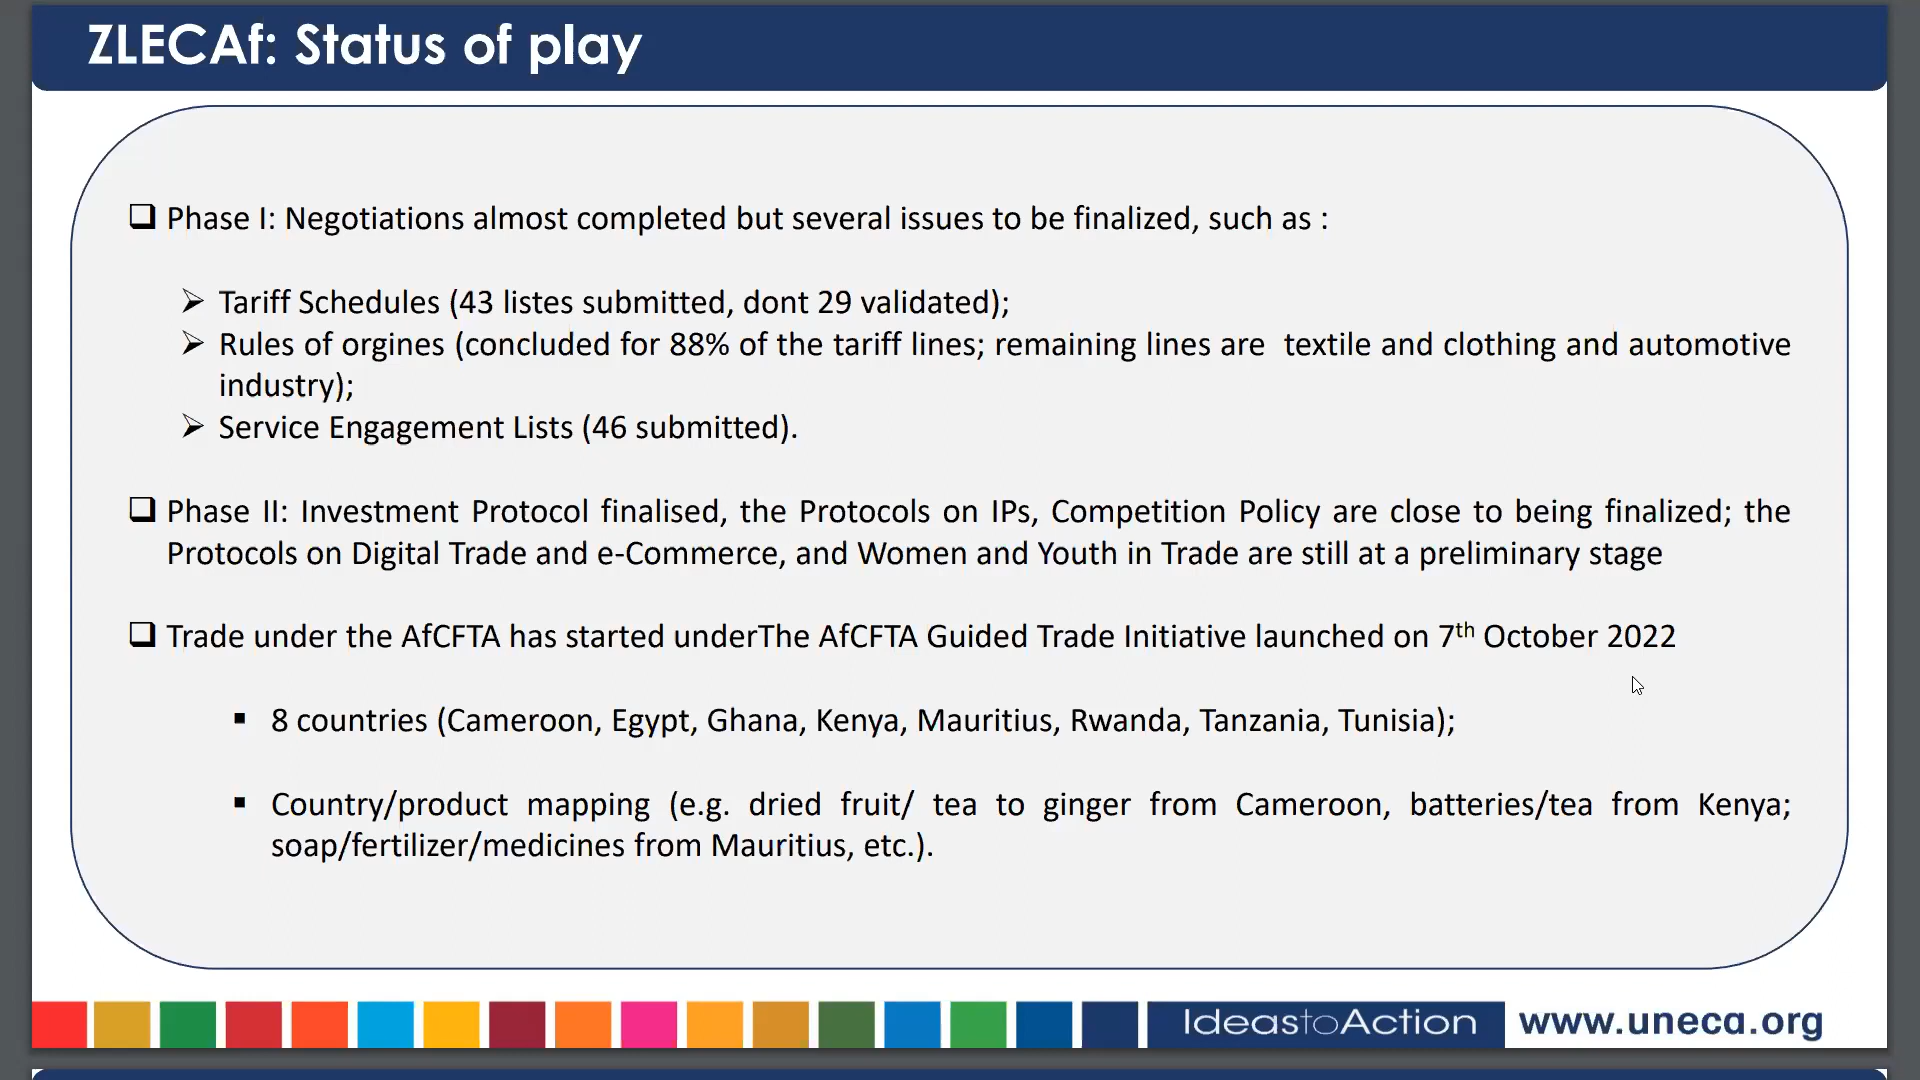 ZLECAf: Status of play
Phase I: Negotiations almost completed but several issues to be finalized, such as :
Tariff Schedules (43 listes submitted, dont 29 validated);
Rules of orgines (concluded for 88% of the tariff lines; remaining lines are textile and clothing and automotive
industry);
Service Engagement Lists (46 submitted).
Phase II: Investment Protocol finalised, the Protocols on IPs, Competition Policy are close to being finalized; the
Protocols on Digital Trade and e-Commerce, and Women and Youth in Trade are still at a preliminary stage
Trade under the AfCFTA has started underThe AfCFTA Guided Trade Initiative launched on 7th October 2022
8 countries (Cameroon, Egypt, Ghana, Kenya, Mauritius, Rwanda, Tanzania, Tunisia);
Country/product mapping (e.g. dried fruit/ tea to ginger from Cameroon, batteries/tea from Kenya;
soap/fertilizer/medicines from Mauritius, etc.).
IdeastoAction www.uneca.org